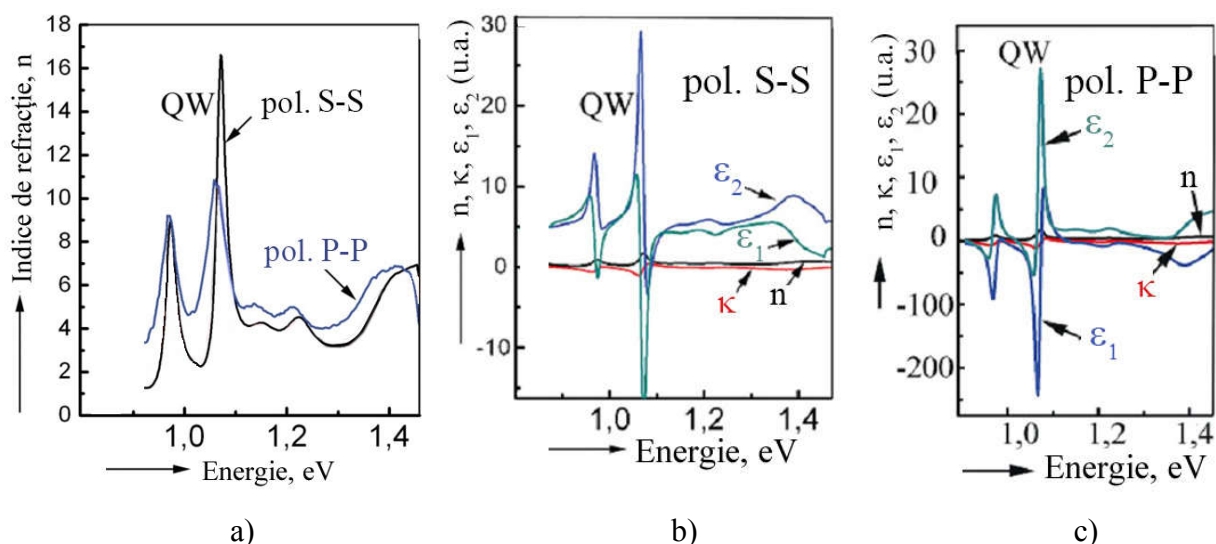 18
16
14
12
10
8
6
4
2
0
Indice de refracţie, n
QW
pol. S-S
pol. P-P
1,0
1,2
1,4
Energie, eV
a)
30
20
10
0
-10
n, κ, ε₁, ε₂ (u.a.)
QW
pol. S-S
ε₂
ε₁
κ
n
1,0
1,2
1,4
Energie, eV
b)
30
20
10
0
-100
-200
n, κ, ε₁, ε₂ (u.a.)
QW
pol. P-P
ε₂
n
κ
ε₁
1,0
1,2
1,4
Energie, eV
c)